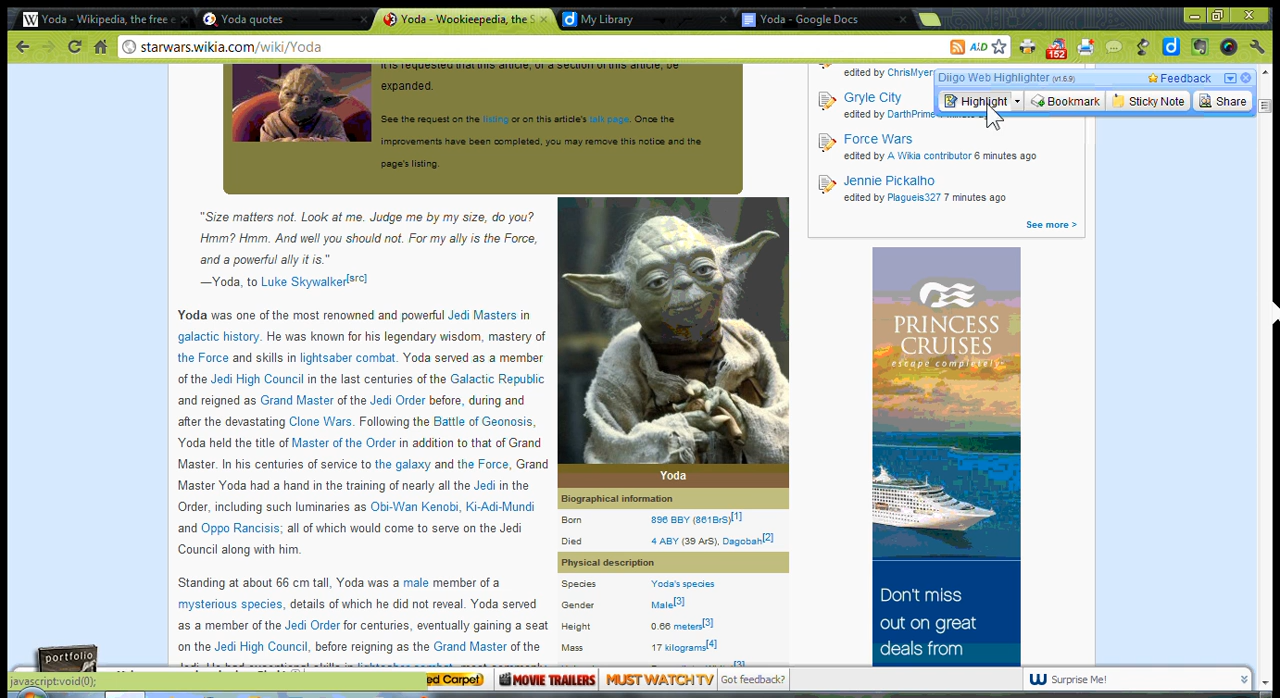 Yoda - Wikipedia, the free e
Yoda quotes
Yoda - Wookieepedia, the S
My Library
Yoda - Google Docs
starwars.wikia.com/wiki/Yoda
152
Diigo Web Highlighter (v1.6.9)
Feedback
Highlight
Bookmark
Sticky Note
Share
It is requested that this article, or a section of this article, be
expanded.
See the request on the listing or on this article's talk page. Once the
improvements have been completed, you may remove this notice and the
page's listing.
edited by ChrisMyer
Gryle City
edited by DarthPrime
Force Wars
edited by A Wikia contributor 6 minutes ago
Jennie Pickalho
edited by Plagueis327 7 minutes ago
See more >
"Size matters not. Look at me. Judge me by my size, do you?
Hmm? Hmm. And well you should not. For my ally is the Force,
and a powerful ally it is."
―Yoda, to Luke Skywalker[src]
Yoda was one of the most renowned and powerful Jedi Masters in
galactic history. He was known for his legendary wisdom, mastery of
the Force and skills in lightsaber combat. Yoda served as a member
of the Jedi High Council in the last centuries of the Galactic Republic
and reigned as Grand Master of the Jedi Order before, during and
after the devastating Clone Wars. Following the Battle of Geonosis,
Yoda held the title of Master of the Order in addition to that of Grand
Master. In his centuries of service to the galaxy and the Force, Grand
Master Yoda had a hand in the training of nearly all the Jedi in the
Order, including such luminaries as Obi-Wan Kenobi, Ki-Adi-Mundi
and Oppo Rancisis; all of which would come to serve on the Jedi
Council along with him.
Standing at about 66 cm tall, Yoda was a male member of a
mysterious species, details of which he did not reveal. Yoda served
as a member of the Jedi Order for centuries, eventually gaining a seat
on the Jedi High Council, before reigning as the Grand Master of the
Yoda
Biographical information
Born 896 BBY (861BrS)[1]
Died 4 ABY (39 ArS), Dagobah[2]
Physical description
Species Yoda's species
Gender Male[3]
Height 0.66 meters[3]
Mass 17 kilograms[4]
PRINCESS
CRUISES
escape completely
Don't miss
out on great
deals from
portfolio
javascript:void(0);
ed Carpet
MOVIE TRAILERS
MUST WATCH TV
Got feedback?
Surprise Me!